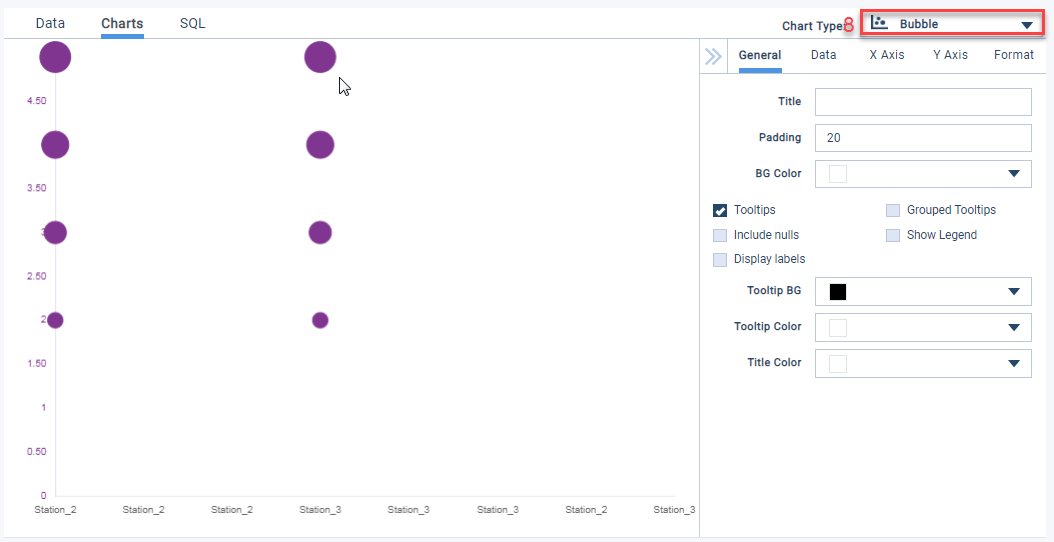 Data Charts SQL
Chart Type: 8 Bubble
General Data X Axis Y Axis Format
4.50
3.50
3
2.50
2
1.50
1
0.50
0
Station_2 Station_2 Station_2 Station_3 Station_3 Station_3 Station_2 Station_3
Title
Padding 20
BG Color
Tooltips Grouped Tooltips
Include nulls Show Legend
Display labels
Tooltip BG
Tooltip Color
Title Color